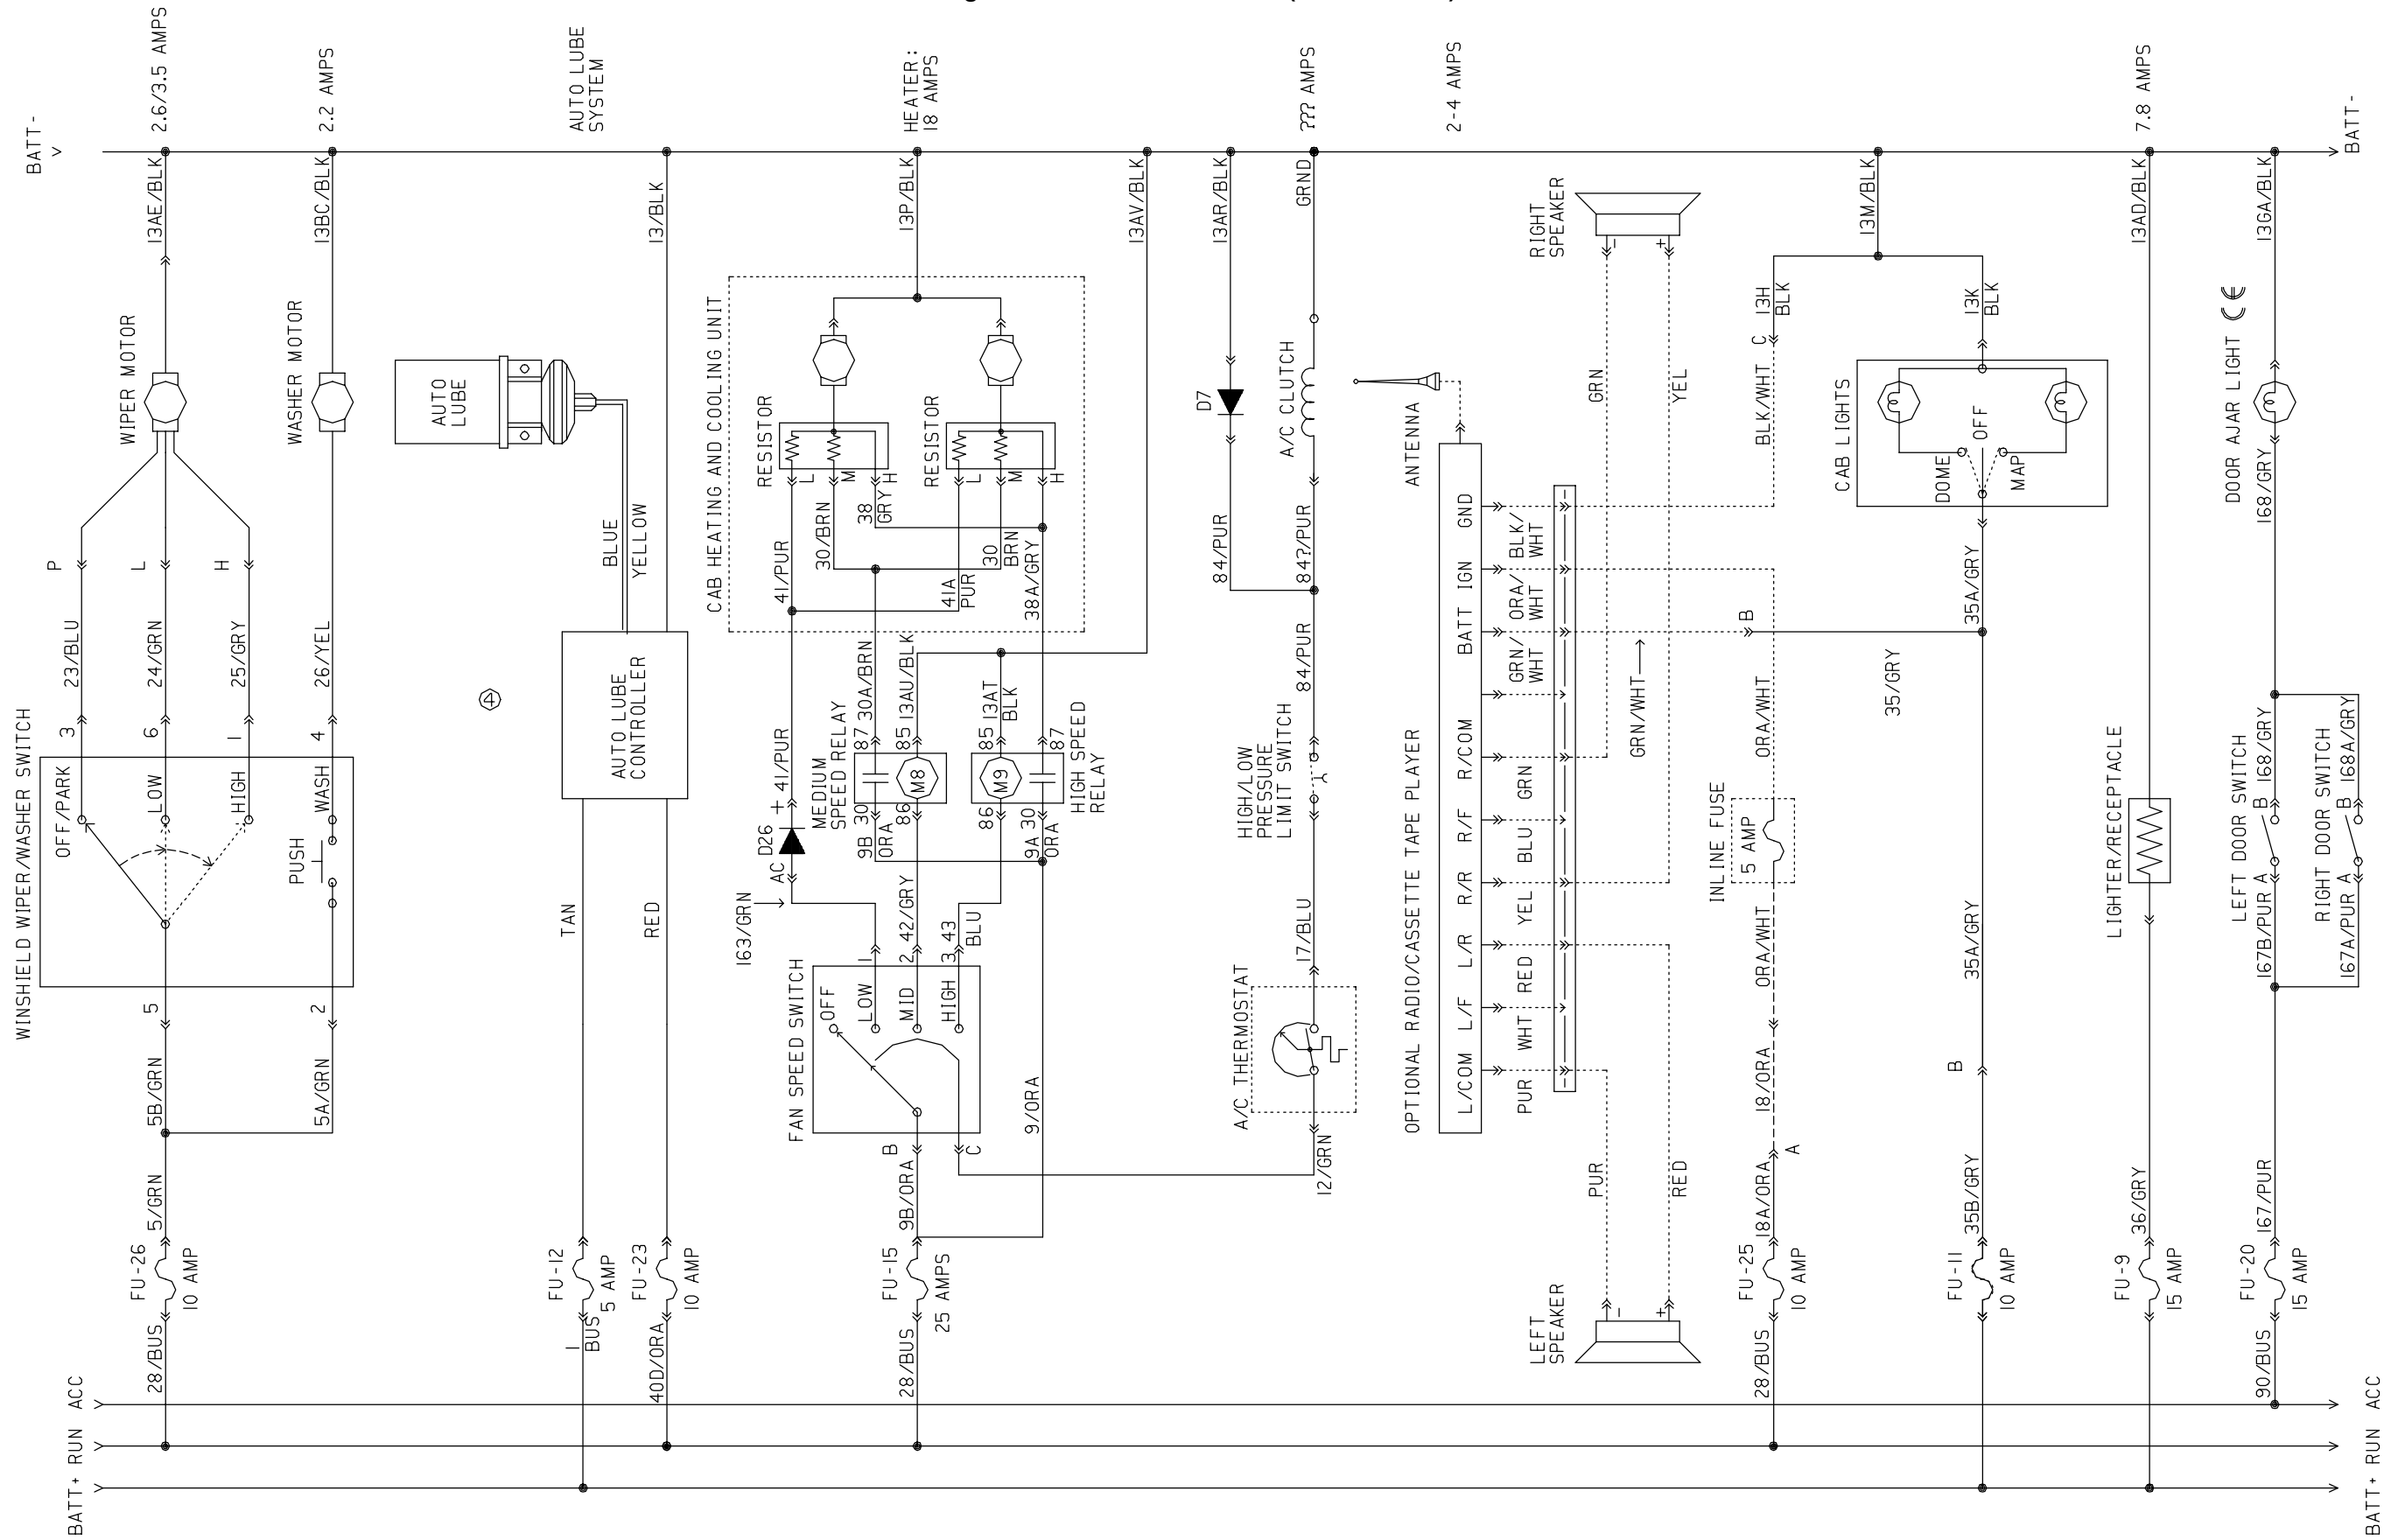 BATT-
2.6/3.5 AMPS
13AE/BLK
WIPER MOTOR
P
L
H
23/BLU
24/GRN
25/GRY
3
6
1
WINSHIELD WIPER/WASHER SWITCH
OFF/PARK
LOW
HIGH
WASH
PUSH
5
2
5B/GRN
5A/GRN
5/GRN
FU-26
10 AMP
28/BUS
2.2 AMPS
13BC/BLK
WASHER MOTOR
26/YEL
4
AUTO LUBE
SYSTEM
13/BLK
AUTO
LUBE
BLUE
YELLOW
4
AUTO LUBE
CONTROLLER
TAN
RED
FU-12
5 AMP
1
BUS
FU-23
10 AMP
40D/ORA
HEATER:
18 AMPS
13P/BLK
CAB HEATING AND COOLING UNIT
RESISTOR
L
M
H
RESISTOR
L
M
H
41/PUR
30/BRN
38
GRY
41A
PUR
30
BRN
38A/GRY
13AV/BLK
41/PUR
+
D26
AC
163/GRN
MEDIUM
SPEED RELAY
87
30A/BRN
85
13AU/BLK
85
13AT
BLK
87
HIGH SPEED
RELAY
M8
M9
9B
30
ORA
86
86
9A
30
ORA
1
2
42/GRY
3
43
BLU
FAN SPEED SWITCH
OFF
LOW
MID
HIGH
B
C
9B/ORA
9/ORA
FU-15
25 AMPS
28/BUS
13AR/BLK
D7
84/PUR
??? AMPS
GRND
A/C CLUTCH
84?/PUR
84/PUR
HIGH/LOW
PRESSURE
LIMIT SWITCH
17/BLU
A/C THERMOSTAT
12/GRN
2-4 AMPS
ANTENNA
OPTIONAL RADIO/CASSETTE TAPE PLAYER
GND
IGN
BATT
R/COM
R/F
R/R
L/R
L/F
L/COM
BLK/
WHT
ORA/
WHT
GRN/
WHT
GRN
BLU
YEL
RED
WHT
PUR
RIGHT
SPEAKER
-
+
GRN
YEL
GRN/WHT
PUR
RED
LEFT
SPEAKER
-
+
13H
BLK
C
BLK/WHT
B
ORA/WHT
INLINE FUSE
5 AMP
ORA/WHT
18/ORA
A
18A/ORA
FU-25
10 AMP
28/BUS
13M/BLK
13K
BLK
CAB LIGHTS
DOME
OFF
MAP
35A/GRY
35/GRY
35A/GRY
B
35B/GRY
FU-11
10 AMP
7.8 AMPS
13AD/BLK
LIGHTER/RECEPTACLE
36/GRY
FU-9
15 AMP
13GA/BLK
DOOR AJAR LIGHT CE
168/GRY
LEFT DOOR SWITCH
B
168/GRY
167B/PUR
A
RIGHT DOOR SWITCH
B
168A/GRY
167A/PUR
A
167/PUR
FU-20
15 AMP
90/BUS
BATT-
BATT+
RUN
ACC
BATT+
RUN
ACC